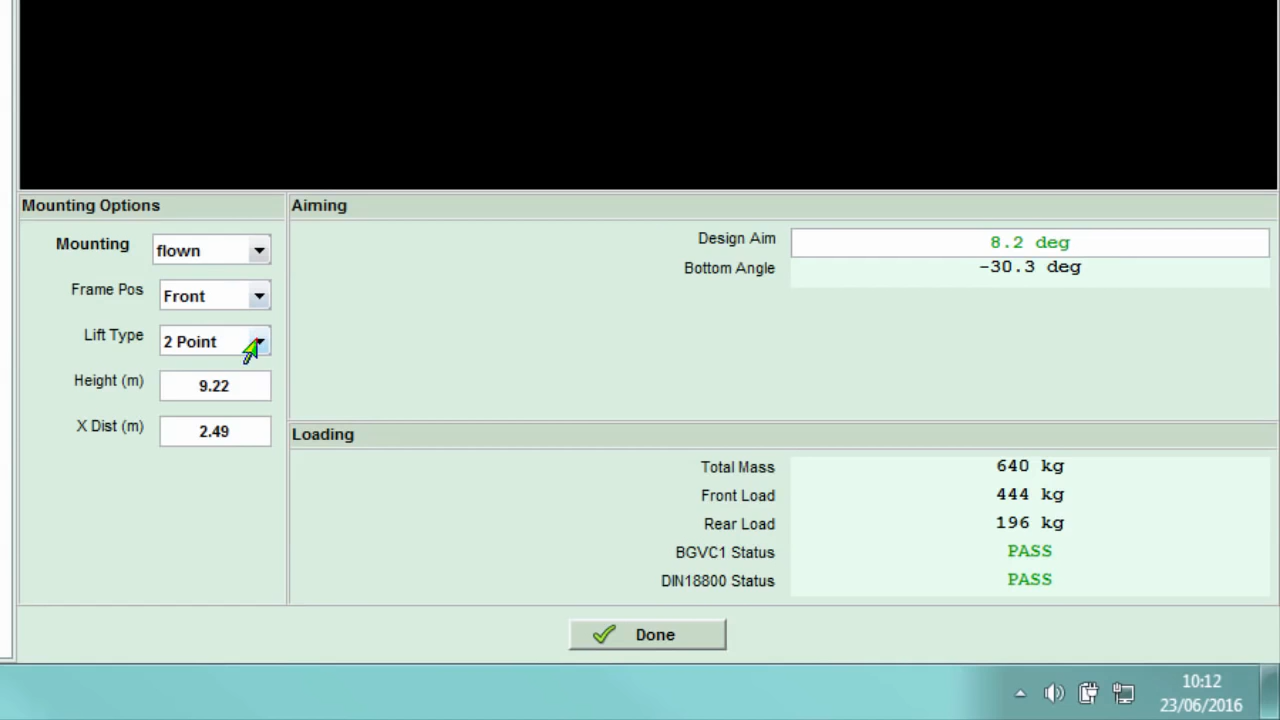 Mounting Options
Mounting flown
Frame Pos Front
Lift Type 2 Point
Height (m) 9.22
X Dist (m) 2.49
Aiming
Design Aim 8.2 deg
Bottom Angle -30.3 deg
Loading
Total Mass 640 kg
Front Load 444 kg
Rear Load 196 kg
BGVC1 Status PASS
DIN18800 Status PASS
Done
10:12
23/06/2016